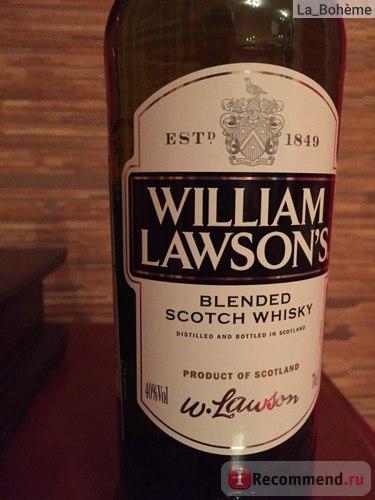 La_Bohème
ESTD 1849
WILLIAM
LAWSON'S
BLENDED
SCOTCH WHISKY
DISTILLED AND BOTTLED IN SCOTLAND
PRODUCT OF SCOTLAND
40%Vol
W. Lawson
iRecommend.ru